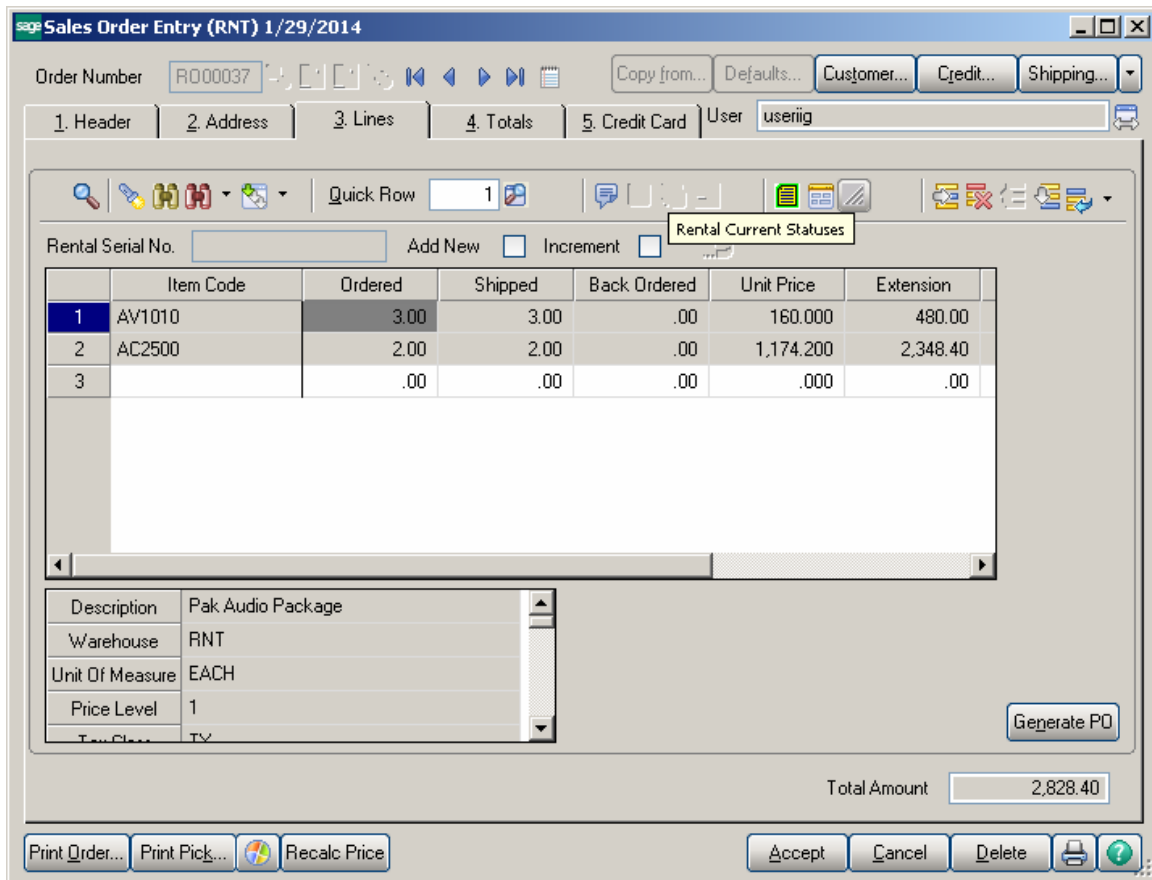 sage Sales Order Entry (RNT) 1/29/2014
Order Number RO00037 Copy from... Defaults... Customer... Credit... Shipping...
1. Header 2. Address 3. Lines 4. Totals 5. Credit Card User useriig
Quick Row 1
Rental Current Statuses
Rental Serial No. Add New Increment
Item Code Ordered Shipped Back Ordered Unit Price Extension
1 AV1010 3.00 3.00 .00 160.000 480.00
2 AC2500 2.00 2.00 .00 1,174.200 2,348.40
3 .00 .00 .00 .000 .00
Description Pak Audio Package
Warehouse RNT
Unit Of Measure EACH
Price Level 1
Tax Class TX
Generate PO
Total Amount 2,828.40
Print Order... Print Pick... Recalc Price Accept Cancel Delete